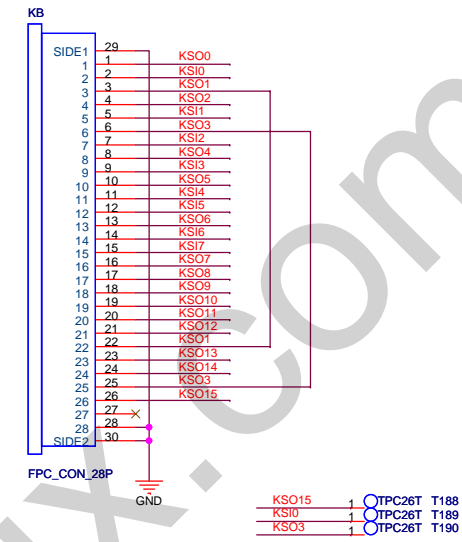 KB
SIDE1 29
1 1 KSO0
2 2 KSI0
3 3 KSO1
4 4 KSO2
5 5 KSI1
6 6 KSO3
7 7 KSI2
8 8 KSO4
9 9 KSI3
10 10 KSO5
11 11 KSI4
12 12 KSI5
13 13 KSO6
14 14 KSI6
15 15 KSI7
16 16 KSO7
17 17 KSO8
18 18 KSO9
19 19 KSO10
20 20 KSO11
21 21 KSO12
22 22 KSO1
23 23 KSO13
24 24 KSO14
25 25 KSO3
26 26 KSO15
27 27
28 28
SIDE2 30
FPC_CON_28P
GND
KSO15 1 TPC26T T188
KSI0 1 TPC26T T189
KSO3 1 TPC26T T190
x.com